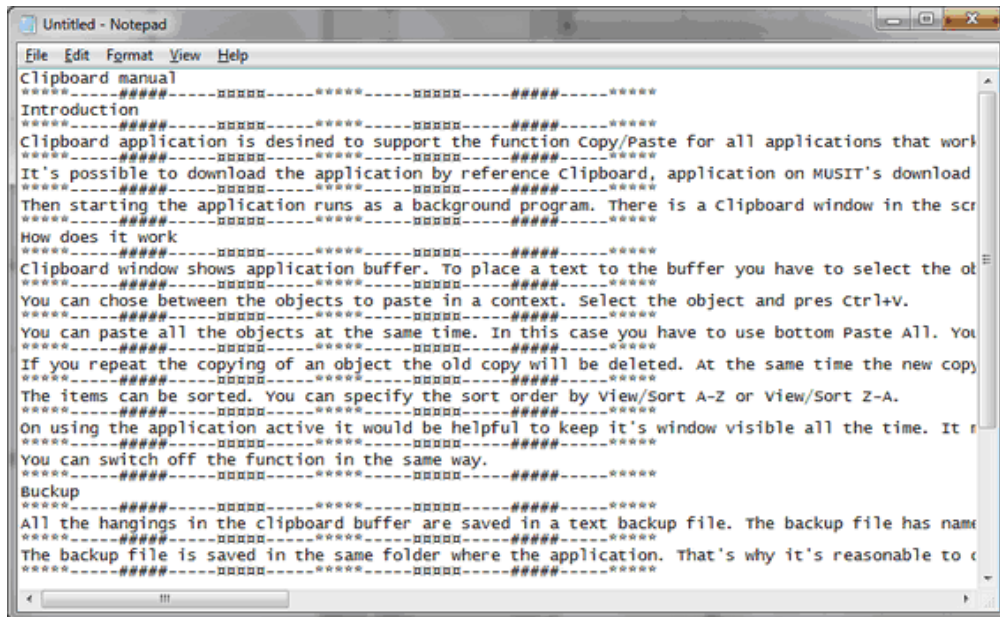 Untitled - Notepad
File Edit Format View Help
Clipboard manual
*****-----#####-----¤¤¤¤¤-----*****-----¤¤¤¤¤-----#####-----*****
Introduction
*****-----#####-----¤¤¤¤¤-----*****-----¤¤¤¤¤-----#####-----*****
Clipboard application is desined to support the function Copy/Paste for all applications that work
*****-----#####-----¤¤¤¤¤-----*****-----¤¤¤¤¤-----#####-----*****
It's possible to download the application by reference Clipboard, application on MUSIT's download
*****-----#####-----¤¤¤¤¤-----*****-----¤¤¤¤¤-----#####-----*****
Then starting the application runs as a background program. There is a Clipboard window in the scr
*****-----#####-----¤¤¤¤¤-----*****-----¤¤¤¤¤-----#####-----*****
How does it work
*****-----#####-----¤¤¤¤¤-----*****-----¤¤¤¤¤-----#####-----*****
Clipboard window shows application buffer. To place a text to the buffer you have to select the ob
*****-----#####-----¤¤¤¤¤-----*****-----¤¤¤¤¤-----#####-----*****
You can chose between the objects to paste in a context. Select the object and pres Ctrl+V.
*****-----#####-----¤¤¤¤¤-----*****-----¤¤¤¤¤-----#####-----*****
You can paste all the objects at the same time. In this case you have to use bottom Paste All. You
*****-----#####-----¤¤¤¤¤-----*****-----¤¤¤¤¤-----#####-----*****
If you repeat the copying of an object the old copy will be deleted. At the same time the new copy
*****-----#####-----¤¤¤¤¤-----*****-----¤¤¤¤¤-----#####-----*****
The items can be sorted. You can specify the sort order by View/Sort A-Z or View/Sort Z-A.
*****-----#####-----¤¤¤¤¤-----*****-----¤¤¤¤¤-----#####-----*****
On using the application active it would be helpful to keep it's window visible all the time. It
*****-----#####-----¤¤¤¤¤-----*****-----¤¤¤¤¤-----#####-----*****
You can switch off the function in the same way.
*****-----#####-----¤¤¤¤¤-----*****-----¤¤¤¤¤-----#####-----*****
Buckup
*****-----#####-----¤¤¤¤¤-----*****-----¤¤¤¤¤-----#####-----*****
All the hangings in the clipboard buffer are saved in a text backup file. The backup file has name
*****-----#####-----¤¤¤¤¤-----*****-----¤¤¤¤¤-----#####-----*****
The backup file is saved in the same folder where the application. That's why it's reasonable to
*****-----#####-----¤¤¤¤¤-----*****-----¤¤¤¤¤-----#####-----*****